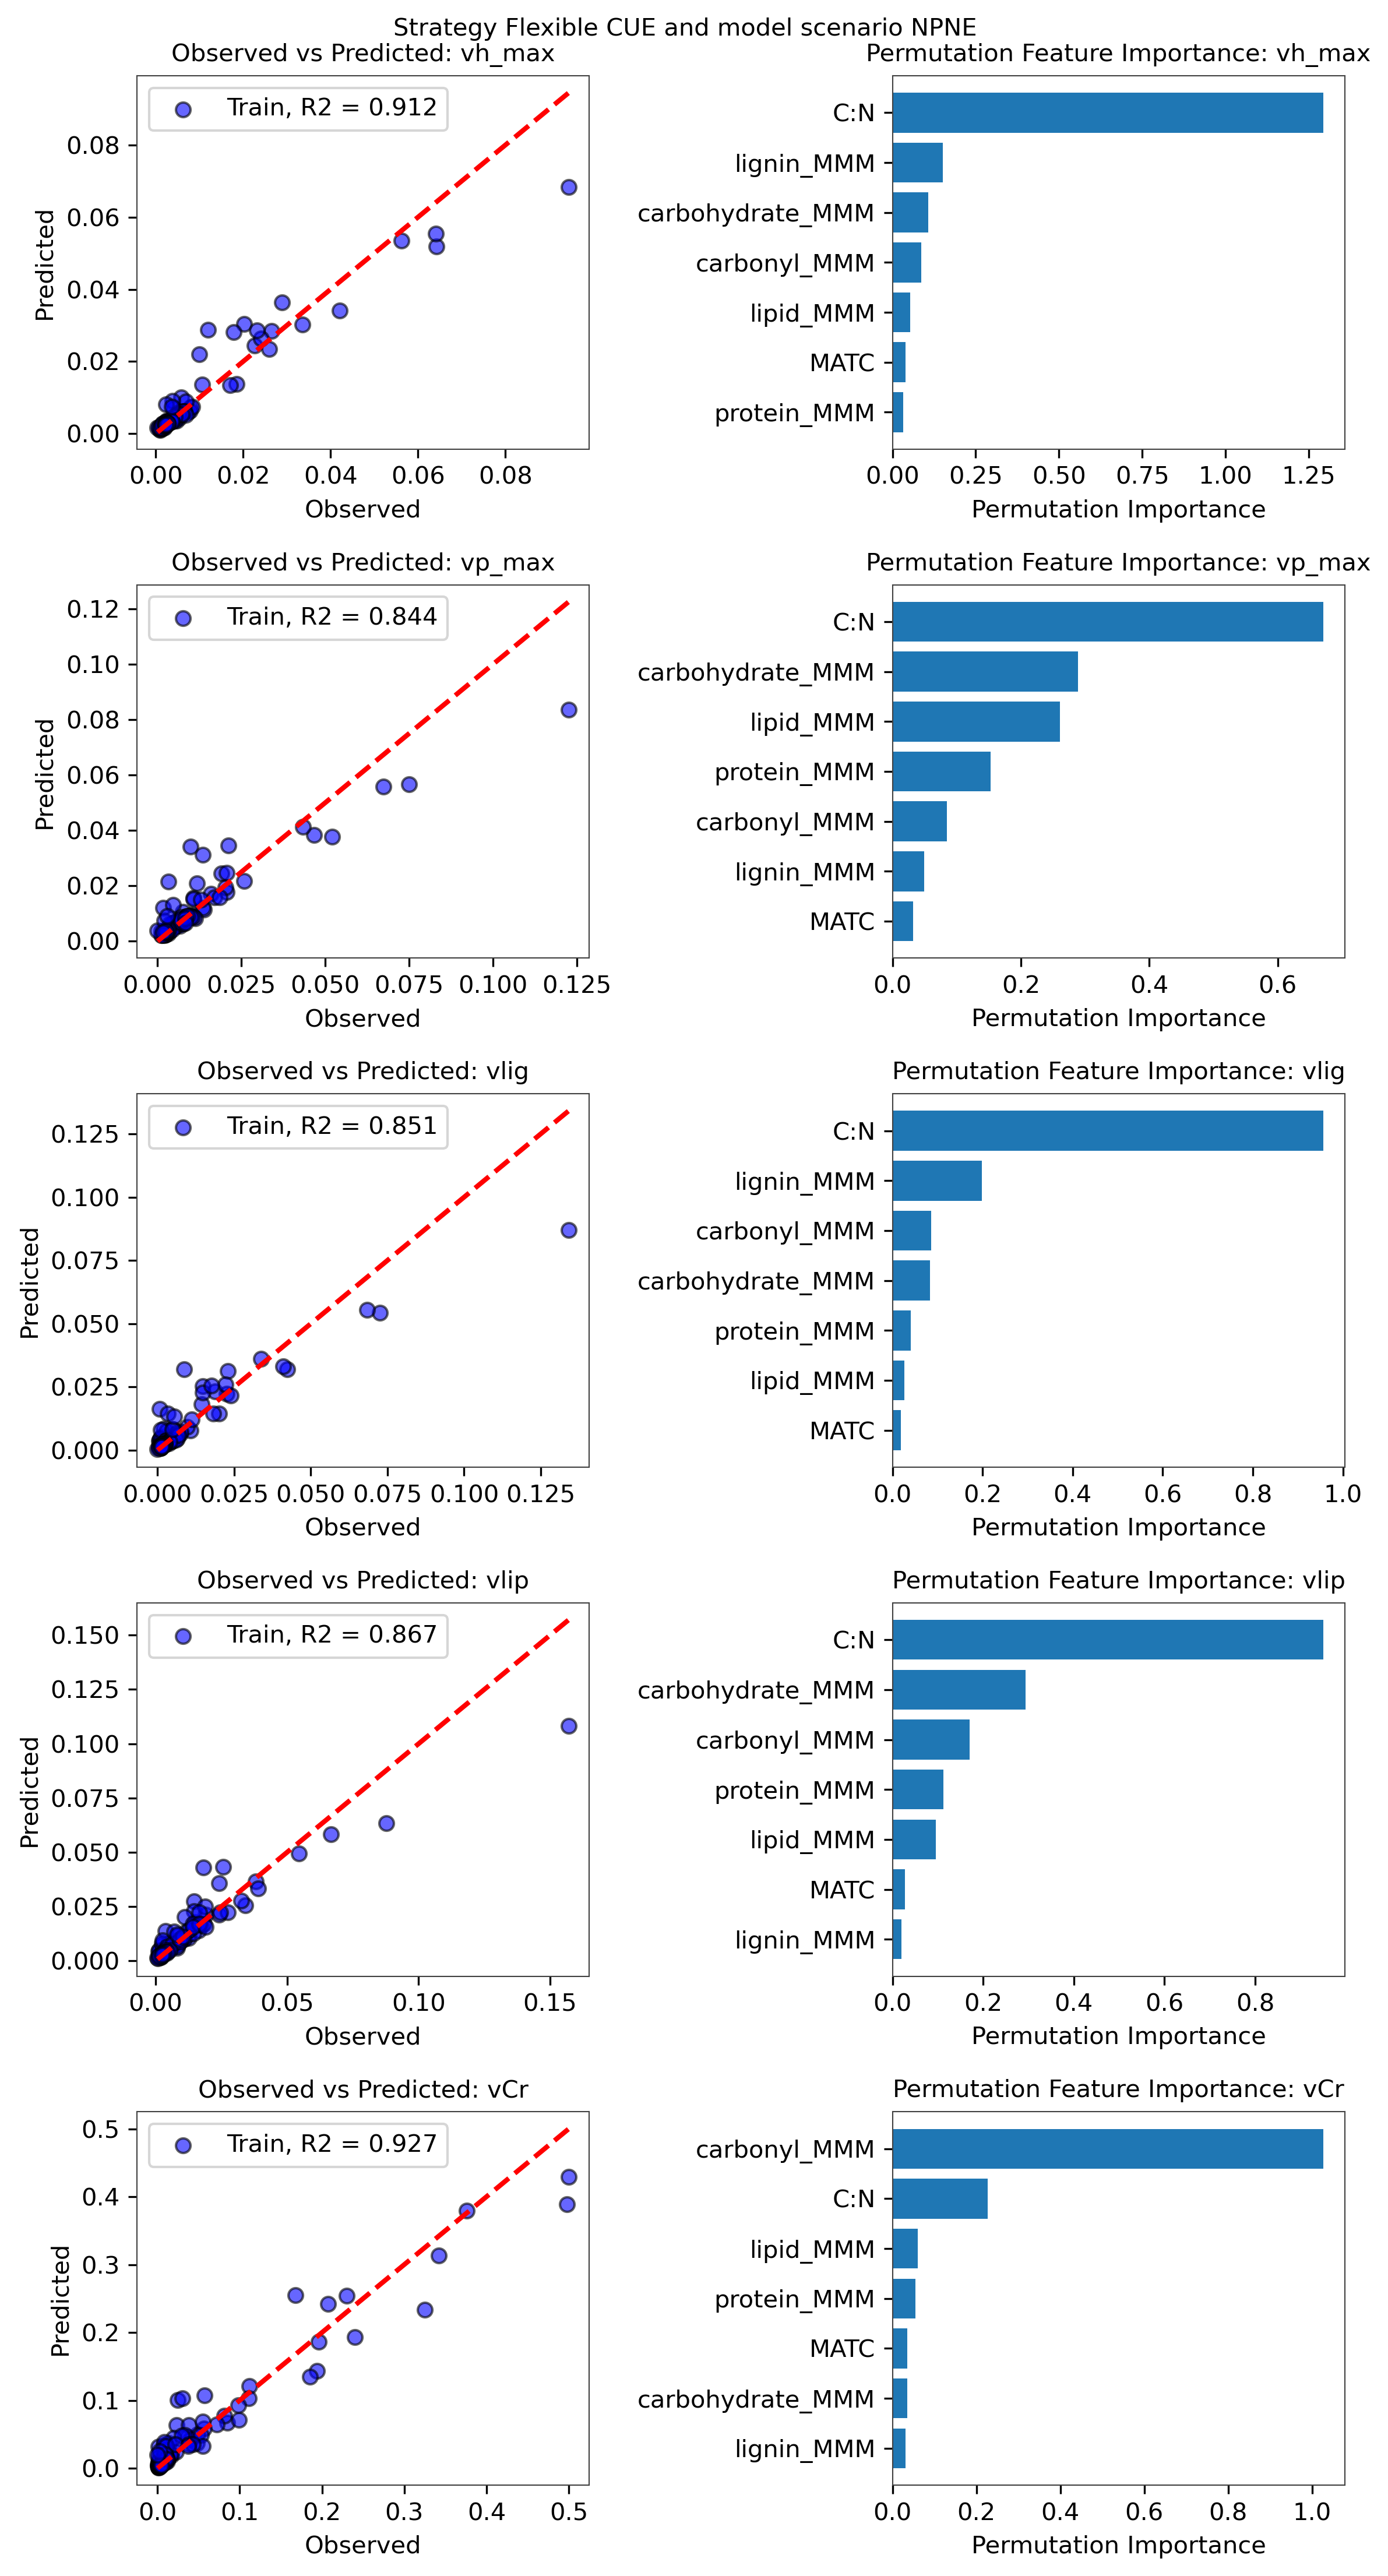 Strategy Flexible CUE and model scenario NPNE
Observed vs Predicted: vh_max
Train, R2 = 0.912
0.08
0.06
0.04
0.02
0.00
Predicted
0.00 0.02 0.04 0.06 0.08
Observed
Permutation Feature Importance: vh_max
C:N
lignin_MMM
carbohydrate_MMM
carbonyl_MMM
lipid_MMM
MATC
protein_MMM
0.00 0.25 0.50 0.75 1.00 1.25
Permutation Importance
Observed vs Predicted: vp_max
Train, R2 = 0.844
0.12
0.10
0.08
0.06
0.04
0.02
0.00
Predicted
0.000 0.025 0.050 0.075 0.100 0.125
Observed
Permutation Feature Importance: vp_max
C:N
carbohydrate_MMM
lipid_MMM
protein_MMM
carbonyl_MMM
lignin_MMM
MATC
0.0 0.2 0.4 0.6
Permutation Importance
Observed vs Predicted: vlig
Train, R2 = 0.851
0.125
0.100
0.075
0.050
0.025
0.000
Predicted
0.000 0.025 0.050 0.075 0.100 0.125
Observed
Permutation Feature Importance: vlig
C:N
lignin_MMM
carbonyl_MMM
carbohydrate_MMM
protein_MMM
lipid_MMM
MATC
0.0 0.2 0.4 0.6 0.8 1.0
Permutation Importance
Observed vs Predicted: vlip
Train, R2 = 0.867
0.150
0.125
0.100
0.075
0.050
0.025
0.000
Predicted
0.00 0.05 0.10 0.15
Observed
Permutation Feature Importance: vlip
C:N
carbohydrate_MMM
carbonyl_MMM
protein_MMM
lipid_MMM
MATC
lignin_MMM
0.0 0.2 0.4 0.6 0.8
Permutation Importance
Observed vs Predicted: vCr
Train, R2 = 0.927
0.5
0.4
0.3
0.2
0.1
0.0
Predicted
0.0 0.1 0.2 0.3 0.4 0.5
Observed
Permutation Feature Importance: vCr
carbonyl_MMM
C:N
lipid_MMM
protein_MMM
MATC
carbohydrate_MMM
lignin_MMM
0.0 0.2 0.4 0.6 0.8 1.0
Permutation Importance